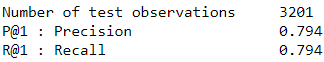 Number of test observations 3201
P@1 : Precision 0.794
R@1 : Recall 0.794